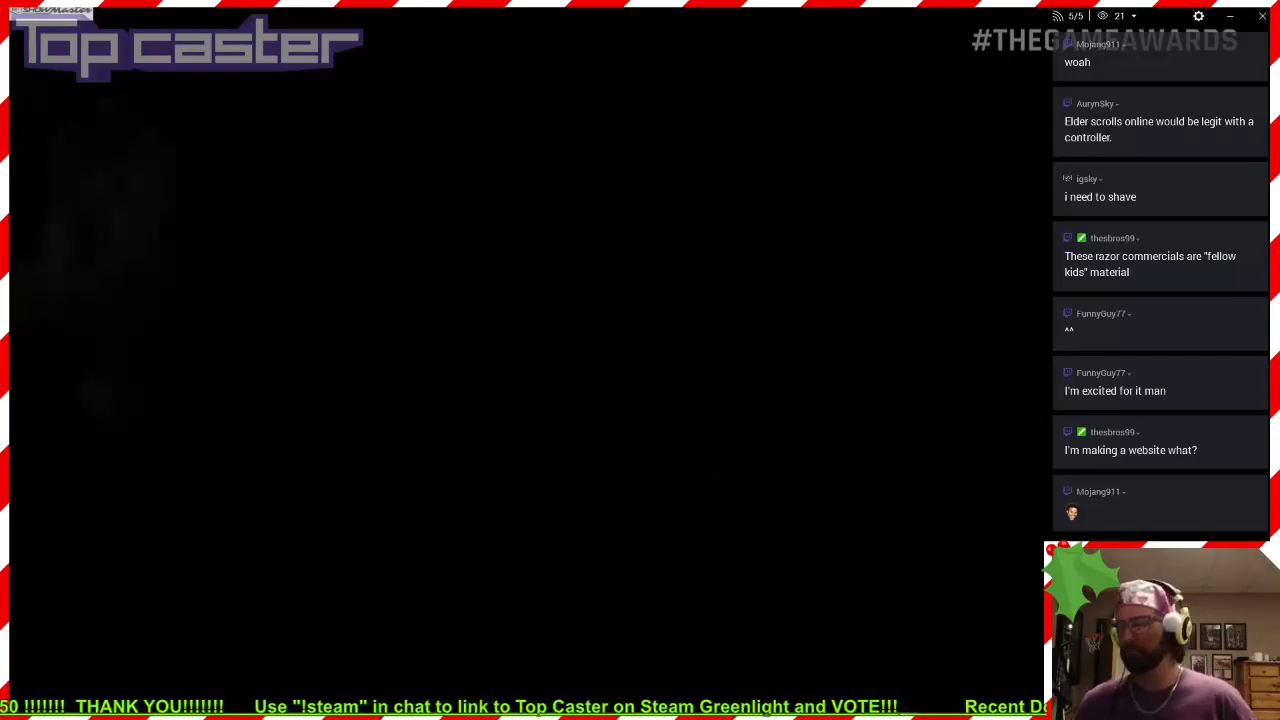 Top caster
5/5 21
#THEGAMEAWARDS
Mojang911
woah
AurynSky
Elder scrolls online would be legit with a
controller.
igsky
i need to shave
thesbros99
These razor commercials are "fellow
kids" material
FunnyGuy77
^^
FunnyGuy77
I'm excited for it man
thesbros99
I'm making a website what?
Mojang911
50 !!!!!!! THANK YOU!!!!!!! Use "!steam" in chat to link to Top Caster on Steam Greenlight and VOTE!!! Recent D